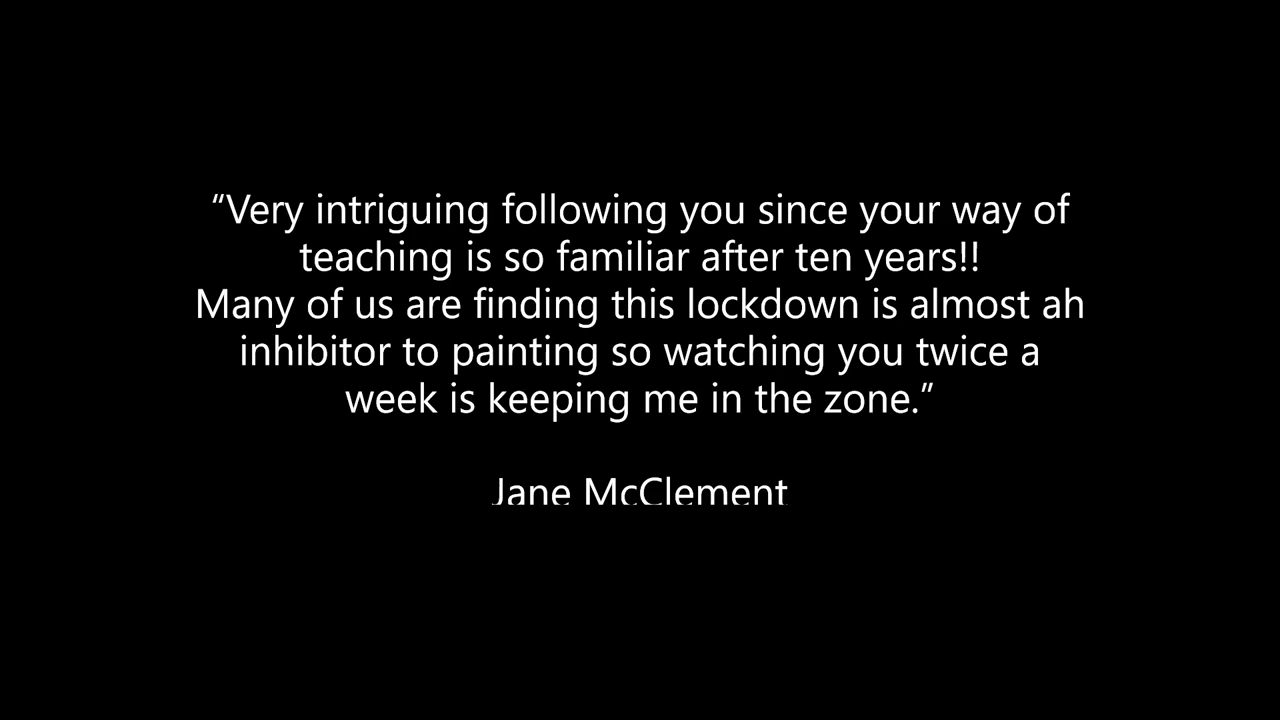 “Very intriguing following you since your way of
teaching is so familiar after ten years!!
Many of us are finding this lockdown is almost ah
inhibitor to painting so watching you twice a
week is keeping me in the zone.”
Jane McClement